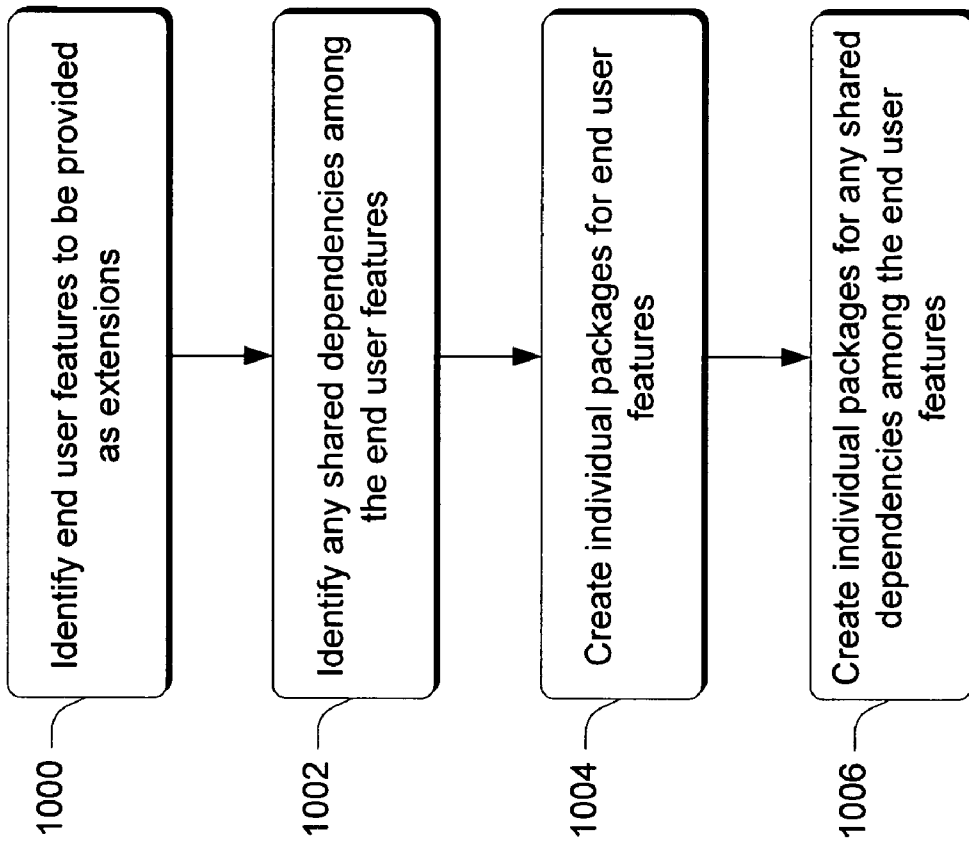 1000
Identify end user features to be provided
as extensions
1002
Identify any shared dependencies among
the end user features
1004
Create individual packages for end user
features
1006
Create individual packages for any shared
dependencies among the end user
features